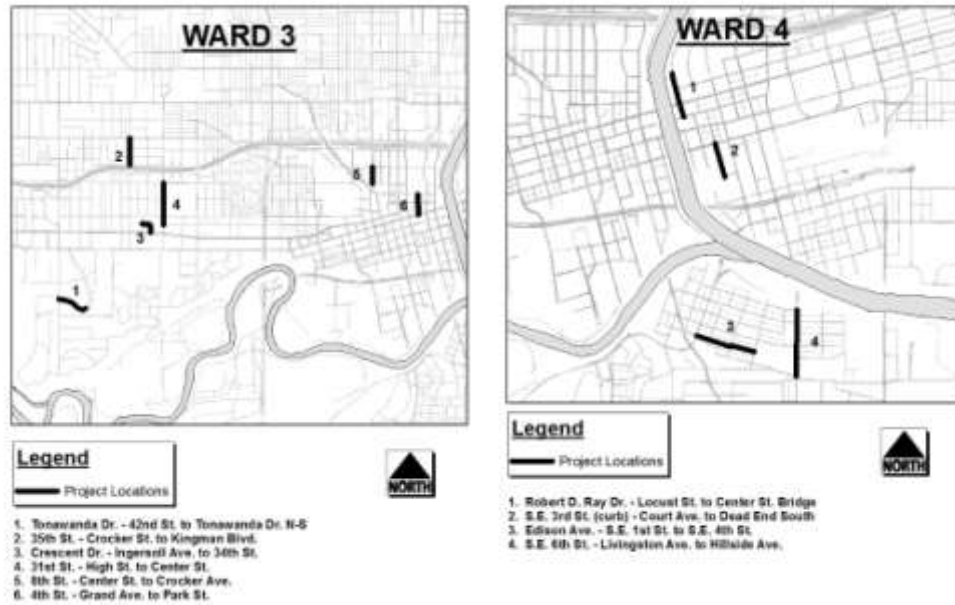 WARD 3
2
4
3
5
6
1
Legend
Project Locations
NORTH
1. Tonawanda Dr. - 42nd St. to Tonawanda Dr. N-S
2. 35th St. - Crocker St. to Kingman Blvd.
3. Crescent Dr. - Ingersoll Ave. to 34th St.
4. 31st St. - High St. to Center St.
5. 8th St. - Center St. to Crocker Ave.
6. 4th St. - Grand Ave. to Park St.
WARD 4
1
2
3
4
Legend
Project Locations
NORTH
1. Robert D. Ray Dr. - Locust St. to Center St. Bridge
2. S.E. 3rd St. (curb) - Court Ave. to Dead End South
3. Edison Ave. - S.E. 1st St. to S.E. 4th St.
4. S.E. 6th St. - Livingston Ave. to Hillside Ave.